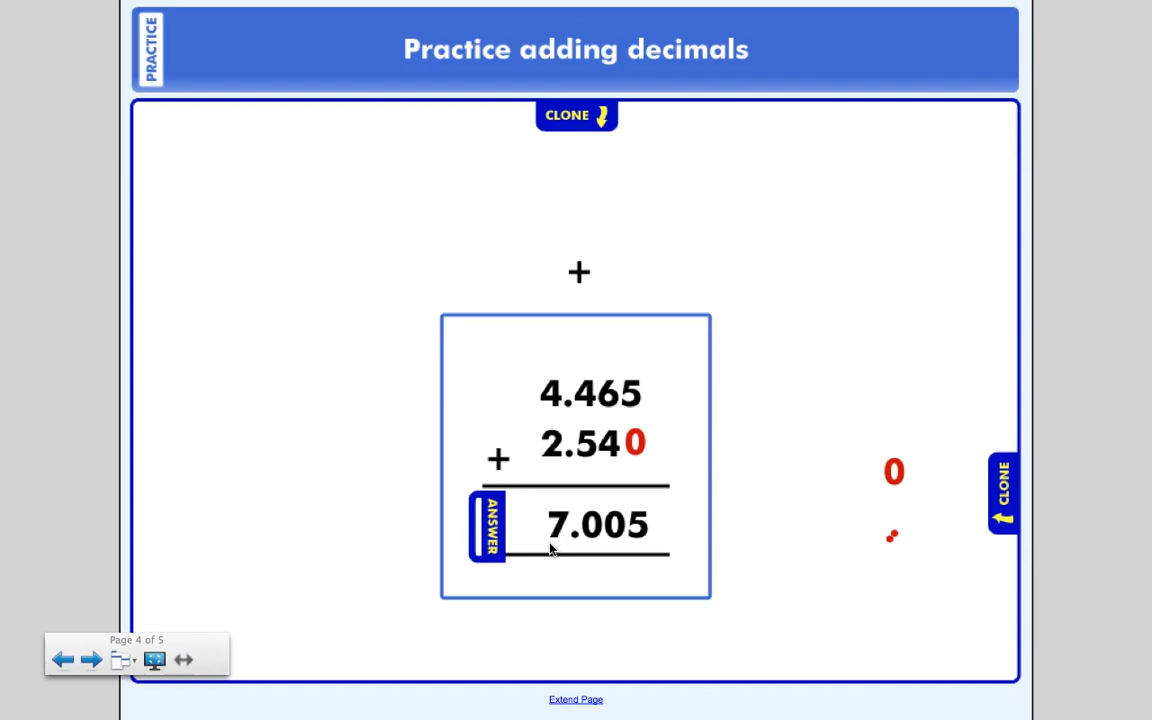 PRACTICE
Practice adding decimals
CLONE
+
4.465
+ 2.540
ANSWER 7.005
0
CLONE
Page 4 of 5
Extend Page